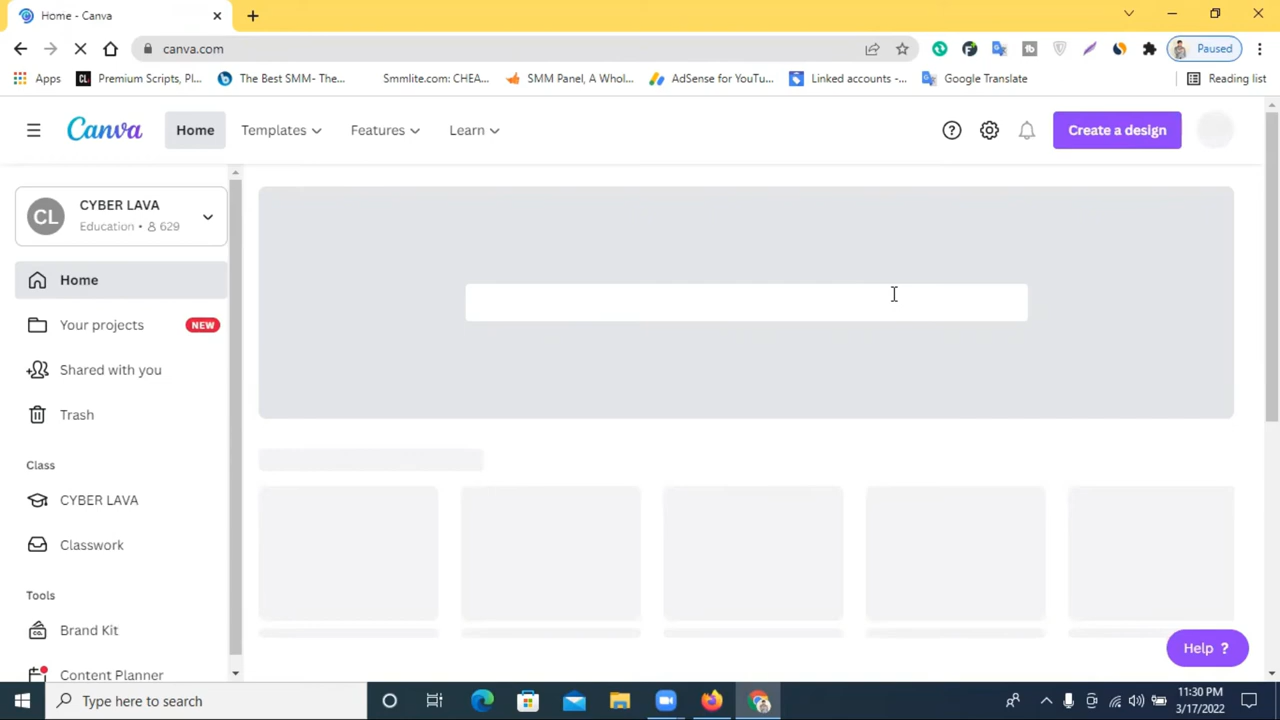 Home - Canva
canva.com
Paused
Apps
CL
Premium Scripts, Pl...
The Best SMM- The...
Smmlite.com: CHEA...
SMM Panel, A Whol...
AdSense for YouTu...
Linked accounts -...
Google Translate
Reading list
Canva
Home
Templates
Features
Learn
Create a design
CL
CYBER LAVA
Education • 629
Home
Your projects
NEW
Shared with you
Trash
Class
CYBER LAVA
Classwork
Tools
Brand Kit
Content Planner
Help ?
Type here to search
11:30 PM
3/17/2022